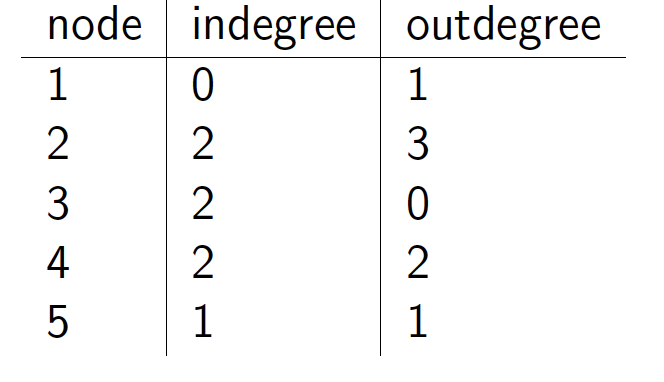 node indegree outdegree
1 0 1
2 2 3
3 2 0
4 2 2
5 1 1